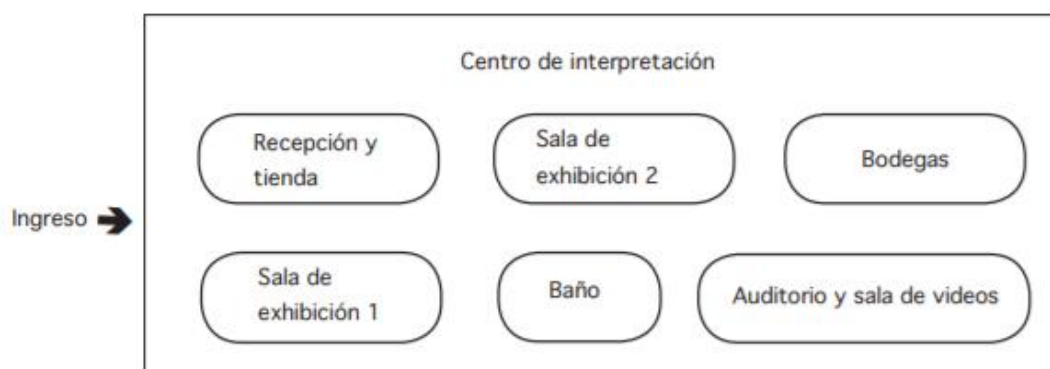 Centro de interpretación
Recepción y
tienda
Sala de
exhibición 2
Bodegas
Ingreso
Sala de
exhibición 1
Baño
Auditorio y sala de videos